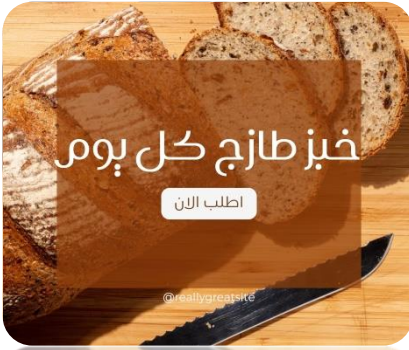 خبز طازج كل يوم
اطلب الان
@reallygreatsite